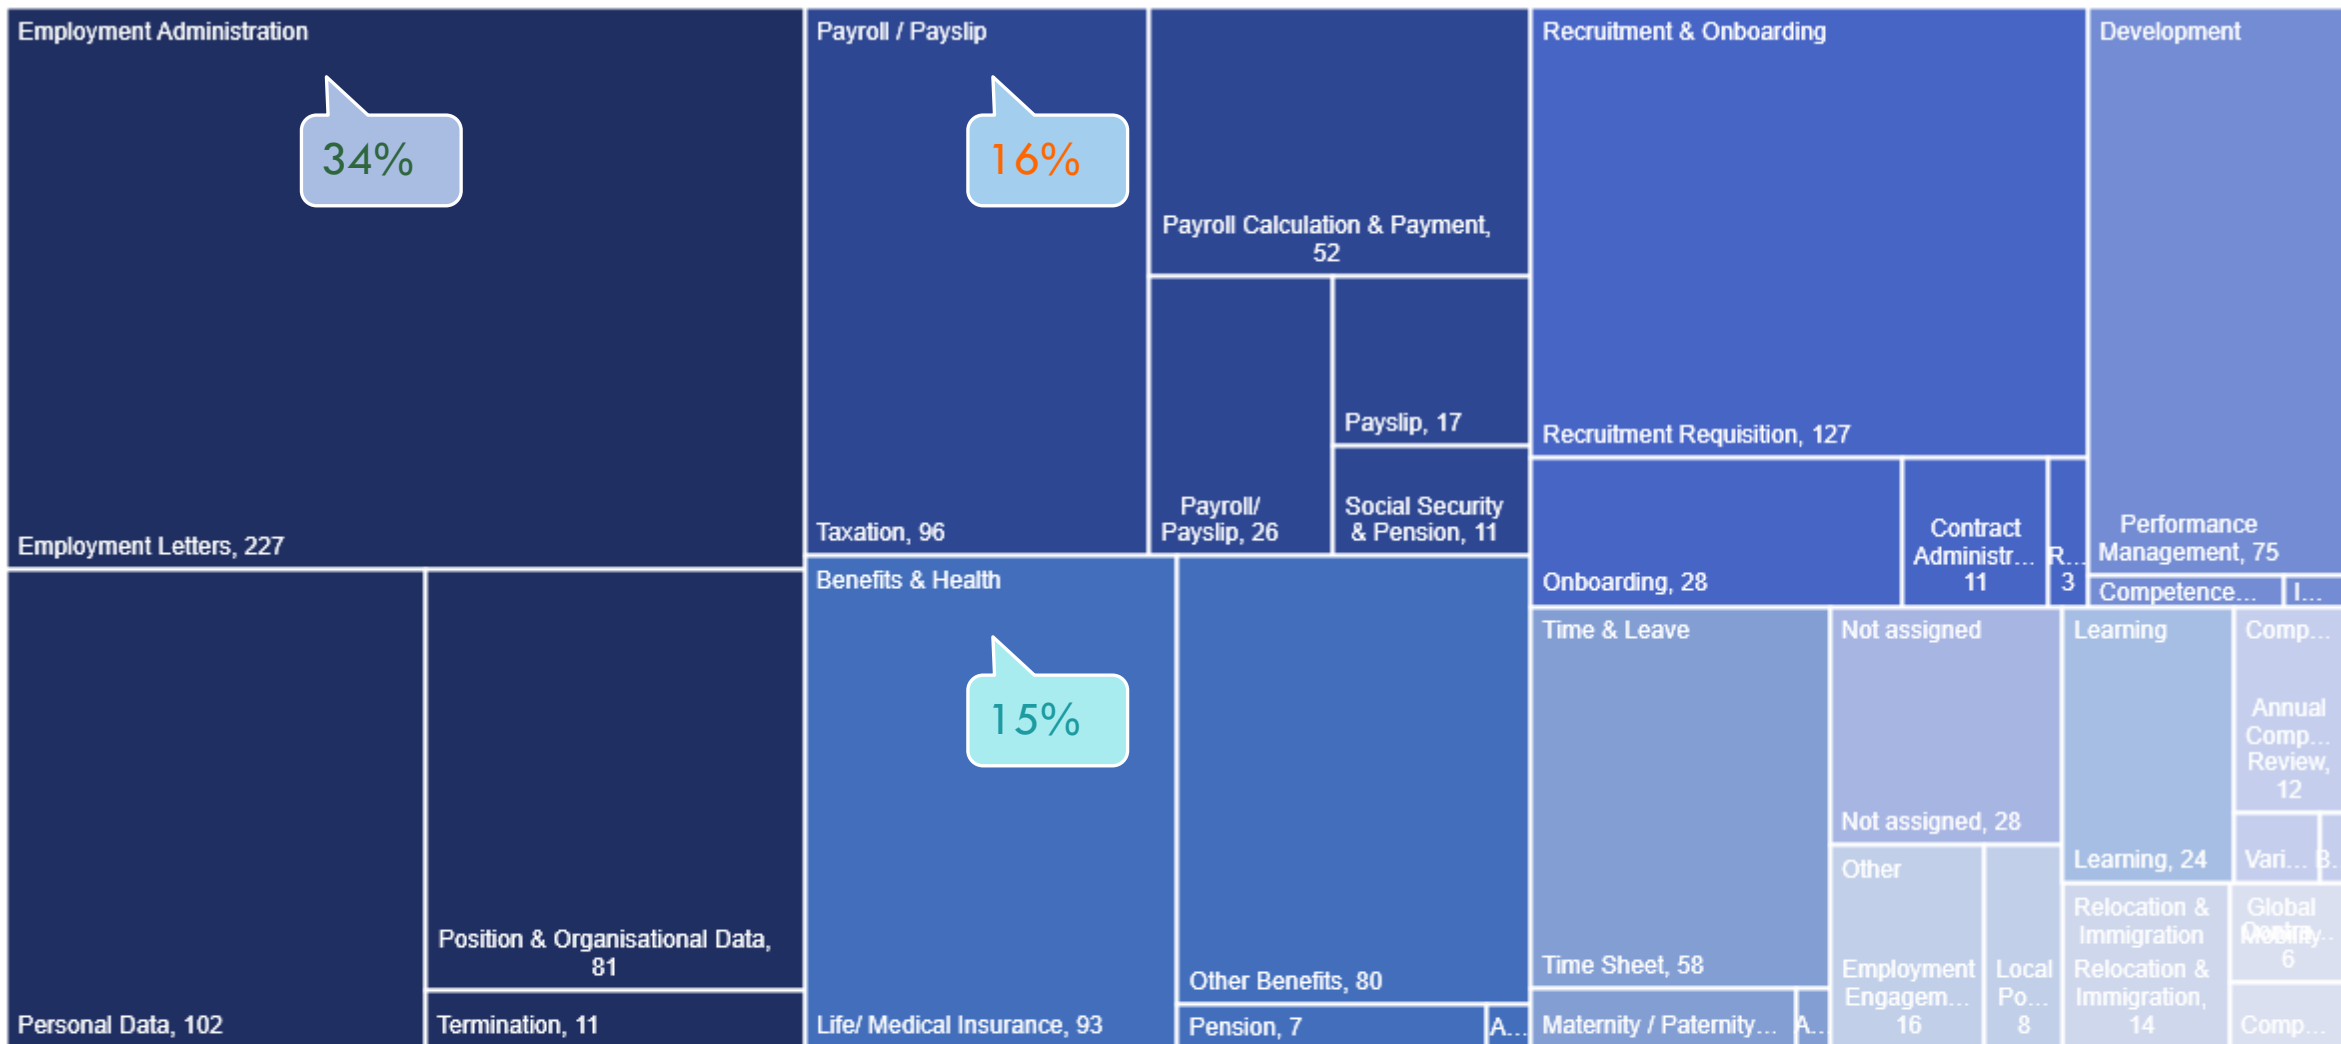 Employment Administration
34%
Employment Letters, 227
Personal Data, 102
Position & Organisational Data,
81
Termination, 11
Payroll / Payslip
16%
Taxation, 96
Payroll Calculation & Payment,
52
Payroll/
Payslip, 26
Payslip, 17
Social Security
& Pension, 11
Benefits & Health
15%
Life/ Medical Insurance, 93
Other Benefits, 80
Pension, 7
A...
Recruitment & Onboarding
Recruitment Requisition, 127
Onboarding, 28
Contract
Administr...
11
R...
3
Development
Performance
Management, 75
Competence...
I...
Time & Leave
Time Sheet, 58
Maternity / Paternity...
A...
Not assigned
Not assigned, 28
Other
Employment
Engagem...
16
Local
Po...
8
Learning
Learning, 24
Comp...
Annual
Comp...
Review,
12
Vari...
B.
Relocation &
Immigration
Relocation &
Immigration,
14
Global
Mobility
6
Comp...